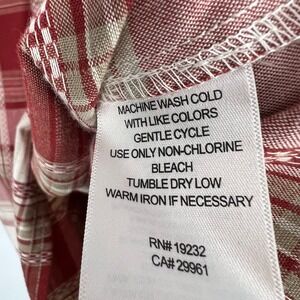 MACHINE WASH COLD
WITH LIKE COLORS
GENTLE CYCLE
USE ONLY NON-CHLORINE
BLEACH
TUMBLE DRY LOW
WARM IRON IF NECESSARY
RN# 19232
CA# 29961